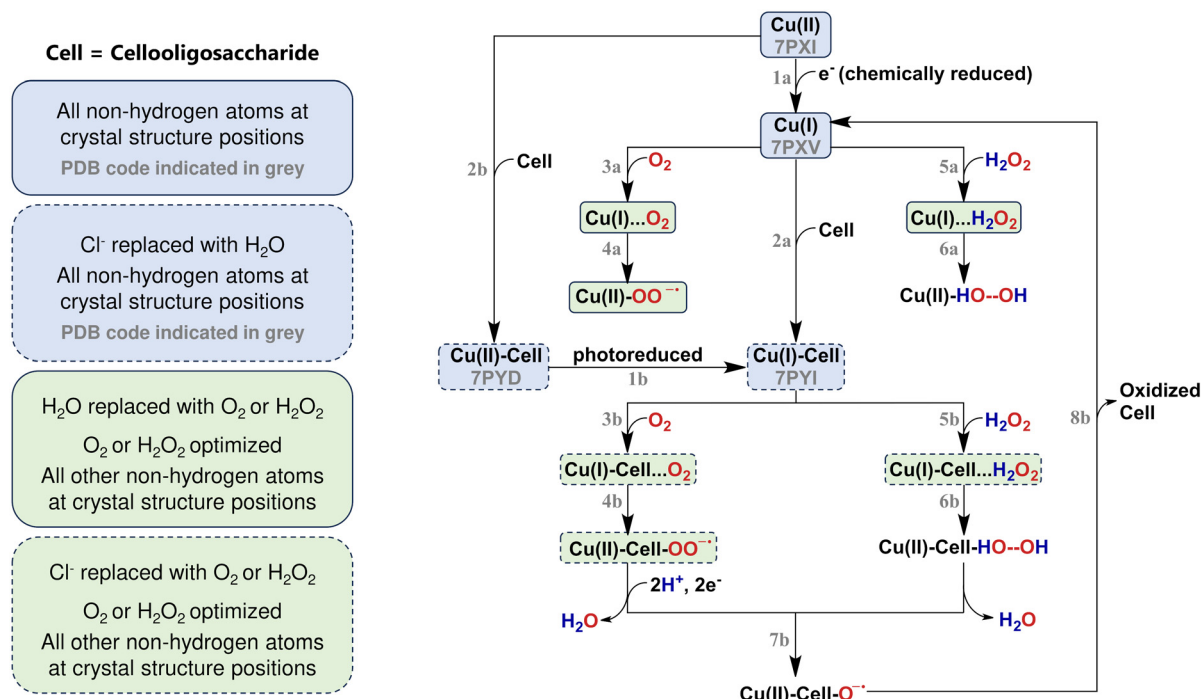 Cell = Cellooligosaccharide
All non-hydrogen atoms at
crystal structure positions
PDB code indicated in grey
Cl⁻ replaced with H₂O
All non-hydrogen atoms at
crystal structure positions
PDB code indicated in grey
H₂O replaced with O₂ or H₂O₂
O₂ or H₂O₂ optimized
All other non-hydrogen atoms
at crystal structure positions
Cl⁻ replaced with O₂ or H₂O₂
O₂ or H₂O₂ optimized
All other non-hydrogen atoms
at crystal structure positions
Cu(II)
7PXI
1a
e⁻ (chemically reduced)
Cu(I)
7PXV
2b
Cell
3a
O₂
5a
H₂O₂
Cu(I)...O₂
2a
Cell
Cu(I)...H₂O₂
4a
6a
Cu(II)-OO⁻·
Cu(II)-HO--OH
Cu(II)-Cell
7PYD
photoreduced
1b
Cu(I)-Cell
7PYI
3b
O₂
5b
H₂O₂
8b
Oxidized
Cell
Cu(I)-Cell...O₂
Cu(I)-Cell...H₂O₂
4b
6b
Cu(II)-Cell-OO⁻·
Cu(II)-Cell-HO--OH
2H⁺, 2e⁻
H₂O
H₂O
7b
Cu(II)-Cell-O⁻·